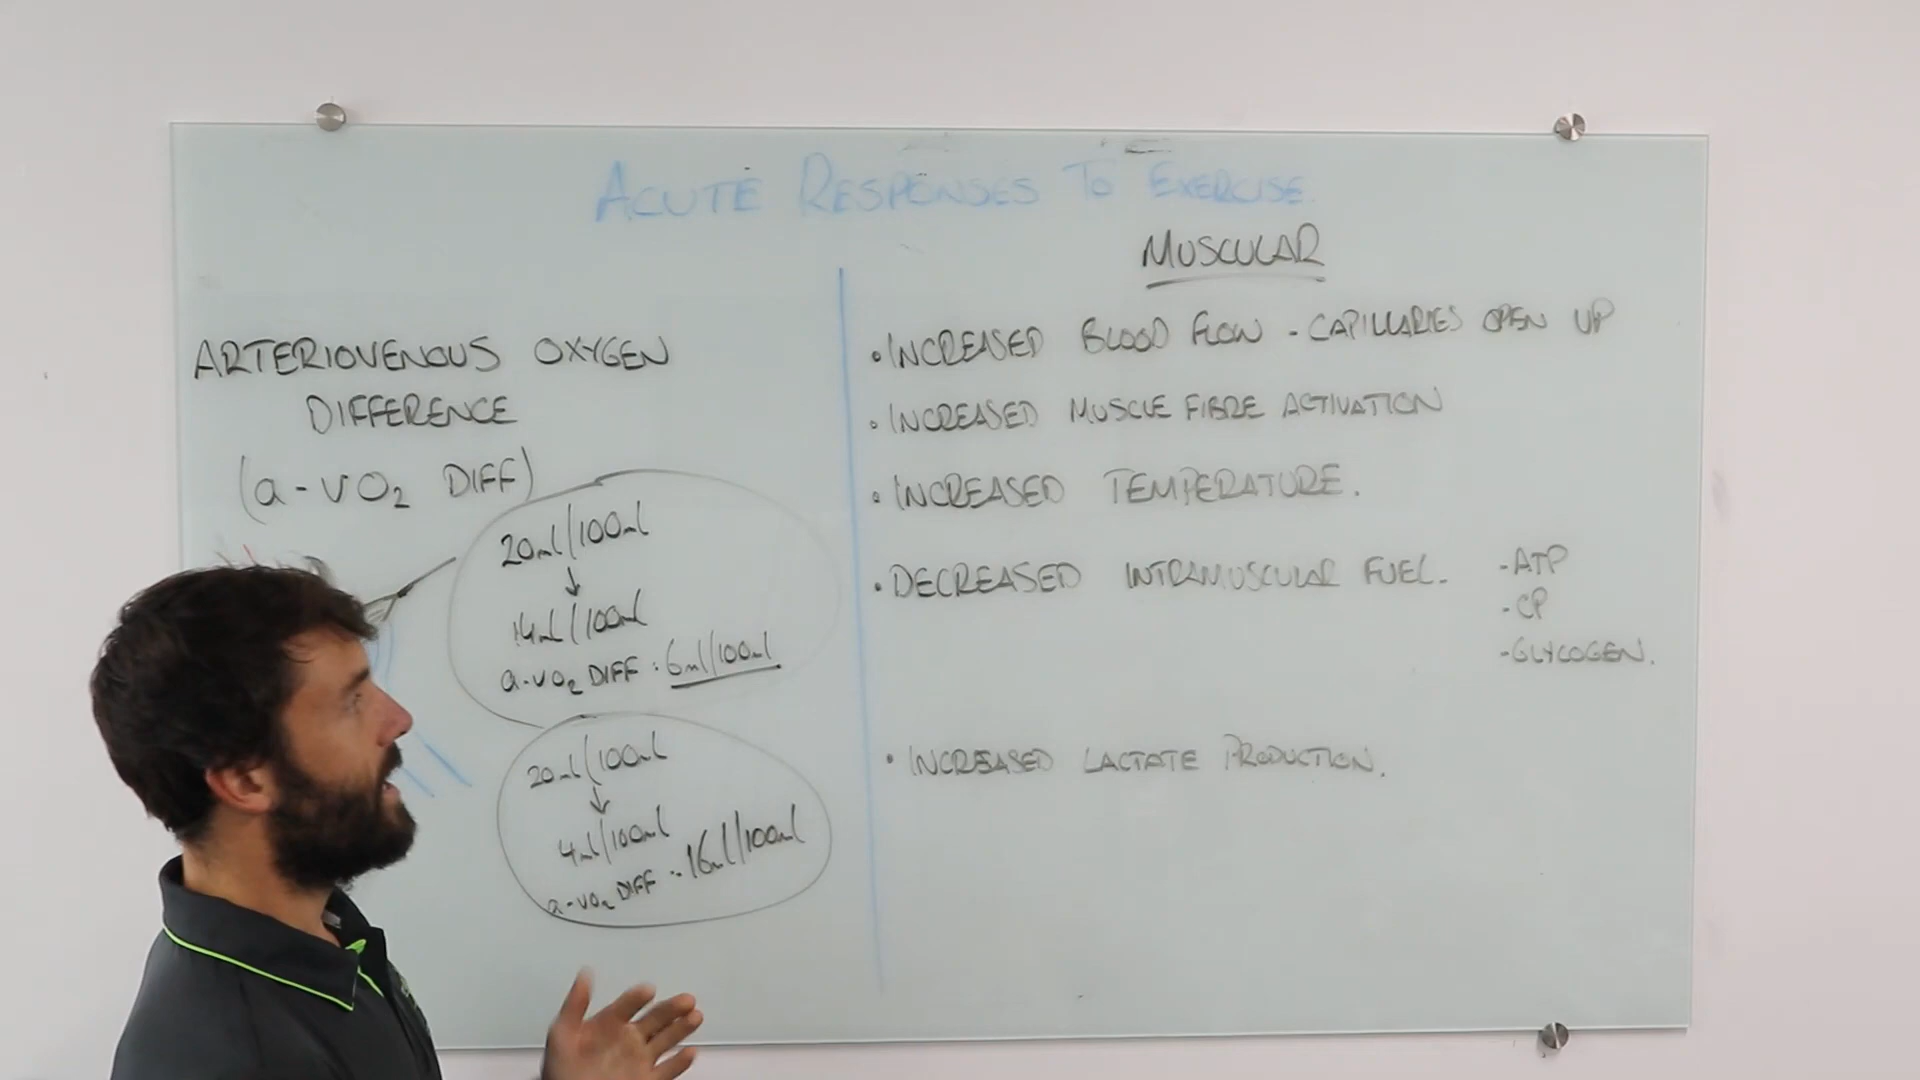 ACUTE RESPONSES TO EXERCISE
ARTERIOVENOUS OXYGEN
DIFFERENCE
(a-VO2 DIFF)
20ml/100ml
↓
14ml/100ml
a-VO2 DIFF : 6ml/100ml
20ml/100ml
↓
4ml/100ml
a-VO2 DIFF : 16ml/100ml
MUSCULAR
• INCREASED BLOOD FLOW - CAPILLARIES OPEN UP
• INCREASED MUSCLE FIBRE ACTIVATION
• INCREASED TEMPERATURE.
• DECREASED INTRAMUSCULAR FUEL. - ATP
- CP
- GLYCOGEN.
• INCREASED LACTATE PRODUCTION.